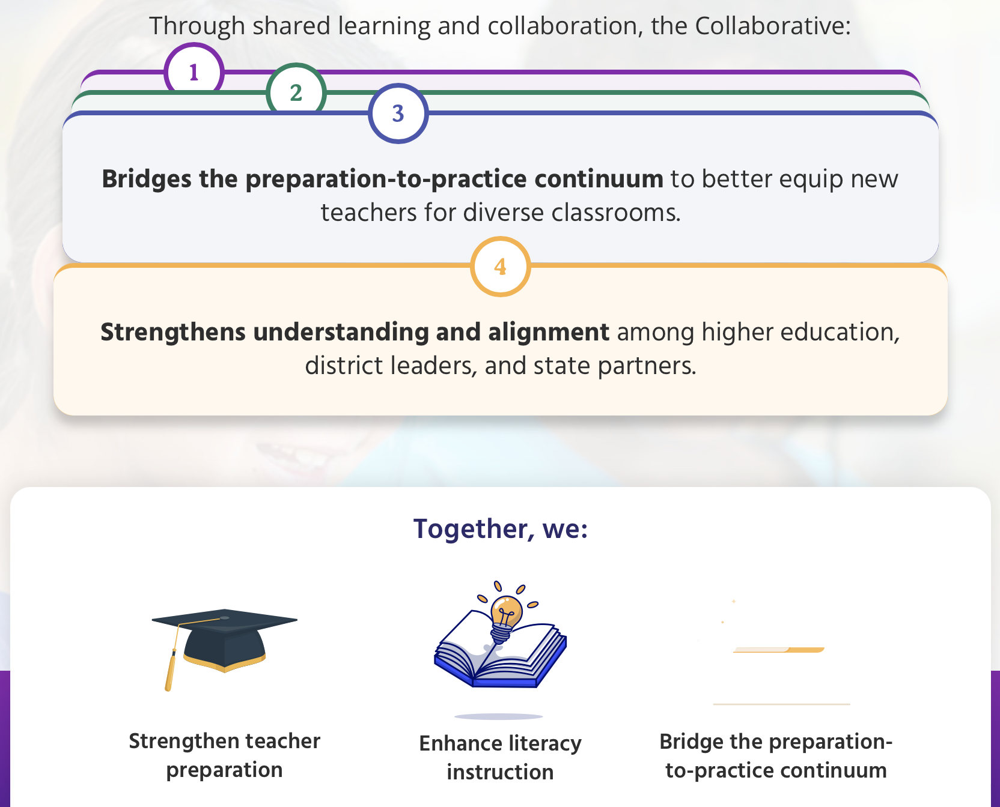 Through shared learning and collaboration, the Collaborative:
1
2
3
Bridges the preparation-to-practice continuum to better equip new
teachers for diverse classrooms.
4
Strengthens understanding and alignment among higher education,
district leaders, and state partners.
Together, we:
Strengthen teacher
preparation
Enhance literacy
instruction
Bridge the preparation-
to-practice continuum